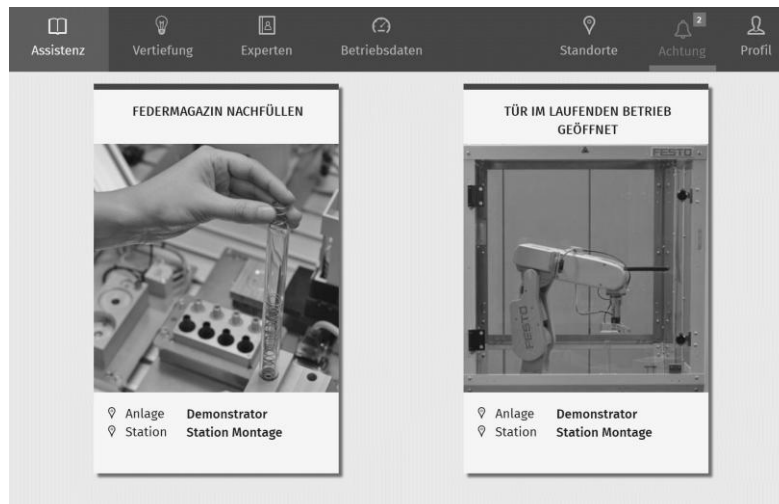 2
Assistenz
Vertiefung
Experten
Betriebsdaten
Standorte
Achtung
Profil
FEDERMAGAZIN NACHFÜLLEN
TÜR IM LAUFENDEN BETRIEB
GEÖFFNET
FESTO
FESTO
Anlage Demonstrator
Station Station Montage
Anlage Demonstrator
Station Station Montage